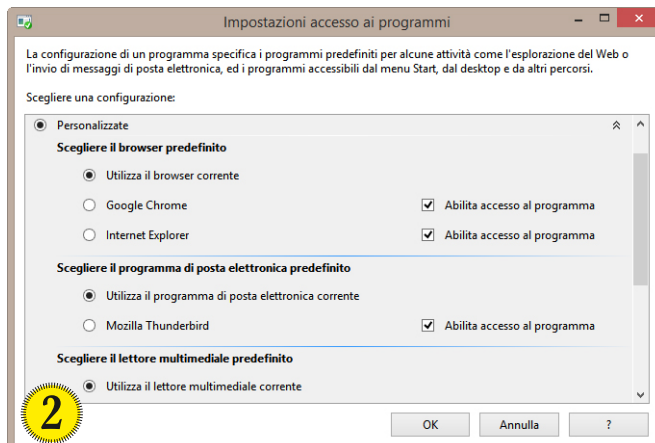 Impostazioni accesso ai programmi
La configurazione di un programma specifica i programmi predefiniti per alcune attività come l'esplorazione del Web o
l'invio di messaggi di posta elettronica, ed i programmi accessibili dal menu Start, dal desktop e da altri percorsi.
Scegliere una configurazione:
Personalizzate
Scegliere il browser predefinito
Utilizza il browser corrente
Google Chrome Abilita accesso al programma
Internet Explorer Abilita accesso al programma
Scegliere il programma di posta elettronica predefinito
Utilizza il programma di posta elettronica corrente
Mozilla Thunderbird Abilita accesso al programma
Scegliere il lettore multimediale predefinito
Utilizza il lettore multimediale corrente
2
OK Annulla ?